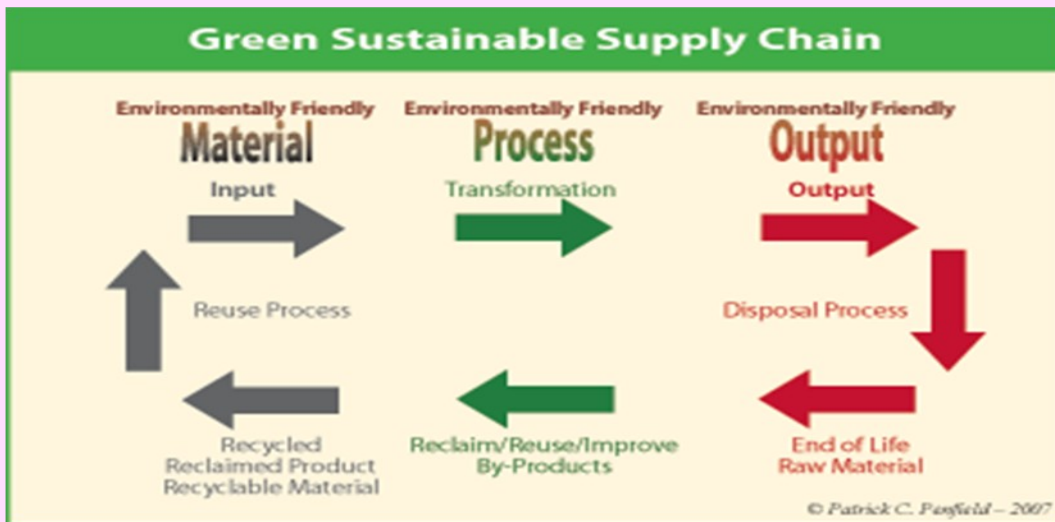 Green Sustainable Supply Chain
Environmentally Friendly
Material
Input
Environmentally Friendly
Process
Transformation
Environmentally Friendly
Output
Output
Reuse Process
Disposal Process
Recycled
Reclaimed Product
Recyclable Material
Reclaim/Reuse/Improve
By-Products
End of Life
Raw Material
© Patrick C. Penfield – 2007